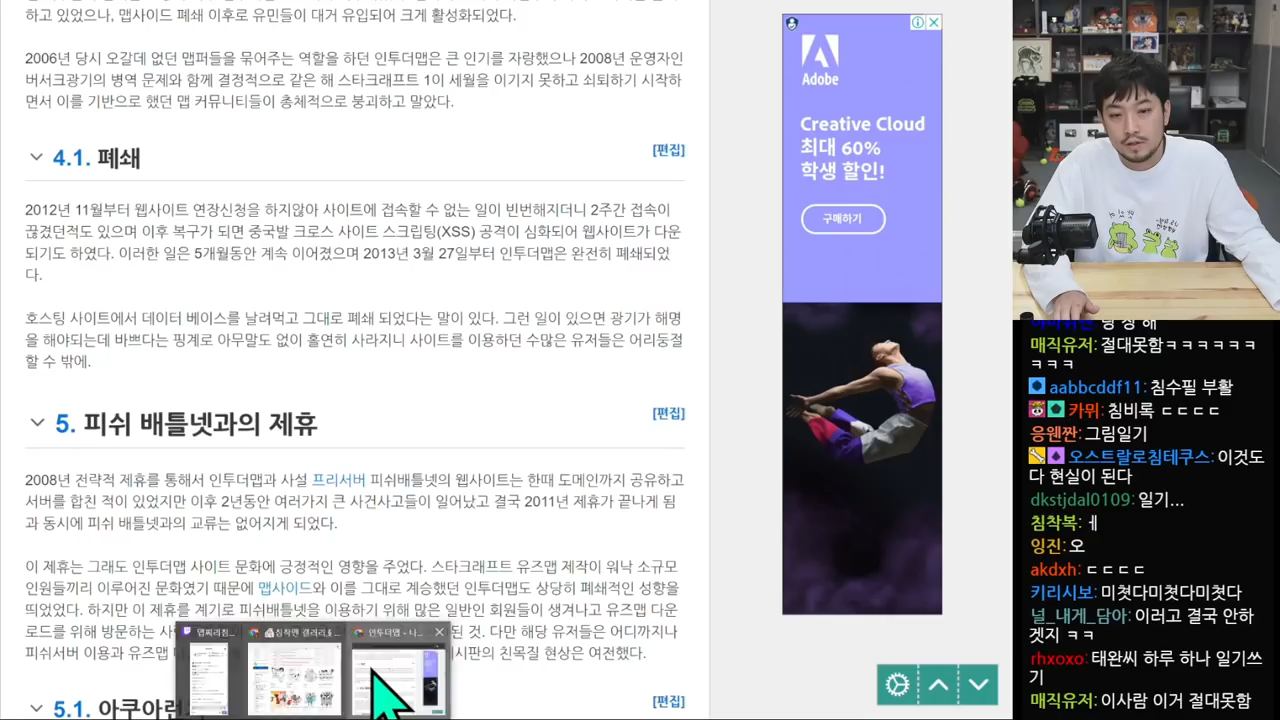 하고 있었으나, 맵사이드 폐쇄 이후로 유민들이 대거 유입되어 크게 활성화되었다.
2006년 당시 오갈데 없던 맵퍼들을 묶어주는 역할을 하던 인투더맵은 큰 인기를 자랑했으나 2008년 운영자인
버서크광기의 병역 문제와 함께 결정적으로 같은 해 스타크래프트 1이 세월을 이기지 못하고 쇠퇴하기 시작하
면서 이를 기반으로 했던 맵 커뮤니티들이 총체적으로 붕괴하고 말았다.
4.1. 폐쇄
[편집]
2012년 11월부터 웹사이트 연장신청을 하지않아 사이트에 접속할 수 없는 일이 빈번해지더니 2주간 접속이
끊겼던적도 있으며 이후 복구가 되면 중죽말 크로스 사이트 스크립팅(XSS) 공격이 심화되어 웹사이트가 다운
되기도 하였다. 이러한 일은 5개월동안 계속 이어졌으며 2013년 3월 27일부터 인투더맵은 완전히 폐쇄되었
다.
호스팅 사이트에서 데이터 베이스를 날려먹고 그대로 폐쇄 되었다는 말이 있다. 그런 일이 있으면 광기가 해명
을 해야되는데 바쁘다는 핑계로 아무말도 없이 홀연히 사라지니 사이트를 이용하던 수많은 유저들은 어리둥절
할 수 밖에.
5. 피쉬 배틀넷과의 제휴
[편집]
2008년 전략적 제휴를 통해서 인투더맵과 사설 프리서버 피쉬배틀넷의 웹사이트는 한때 도메인까지 공유하고
서버를 합친 적이 있었지만 이후 2년동안 여러가지 큰 사건사고들이 일어났고 결국 2011년 제휴가 끝나게 됨
과 동시에 피쉬 배틀넷과의 교류는 없어지게 되었다.
이 제휴는 그래도 인투더맵 사이트 문화에 긍정적인 영향을 주었다. 스타크래프트 유즈맵 제작이 워낙 소규모
인원들끼리 이루어진 문화였기 때문에 맵사이드와 로 계승했던 인투더맵도 상당히 폐쇄적인 성향을
띄었었다. 하지만 이 제휴를 계기로 피쉬배틀넷을 이용하기 위해 많은 일반인 회원들이 생겨나고 유즈맵 다운
로드를 위해 방문하는 된 것. 다만 해당 유저들은 어디까지나
피쉬서버 이용과 유즈맵 시판의 친목질 현상은 여전했다.
5.1. 아쿠아런
[편집]
맵찌리점...
침착맨 갤러리
인투더맵 - 나...
Adobe
Creative Cloud
최대 60%
학생 할인!
구매하기
매직유저: 절대못함ㅋㅋㅋㅋㅋㅋ
ㅋㅋㅋㅋ
aabbcddf11: 침수필 부활
카뮈: 침비록 ㄷㄷㄷㄷ
응웬짠: 그림일기
오스트랄로침테쿠스: 이것도
다 현실이 된다
dkstjdal0109: 일기...
침착복: ㅔ
잉진: 오
akdxh: ㄷㄷㄷㄷ
키리시보: 미쳣다미쳣다미쳣다
널_내게_담아: 이러고 결국 안하
겟지 ㅋㅋ
rhxoxo: 태완씨 하루 하나 일기쓰
기
매직유저: 이사람 이거 절대못함